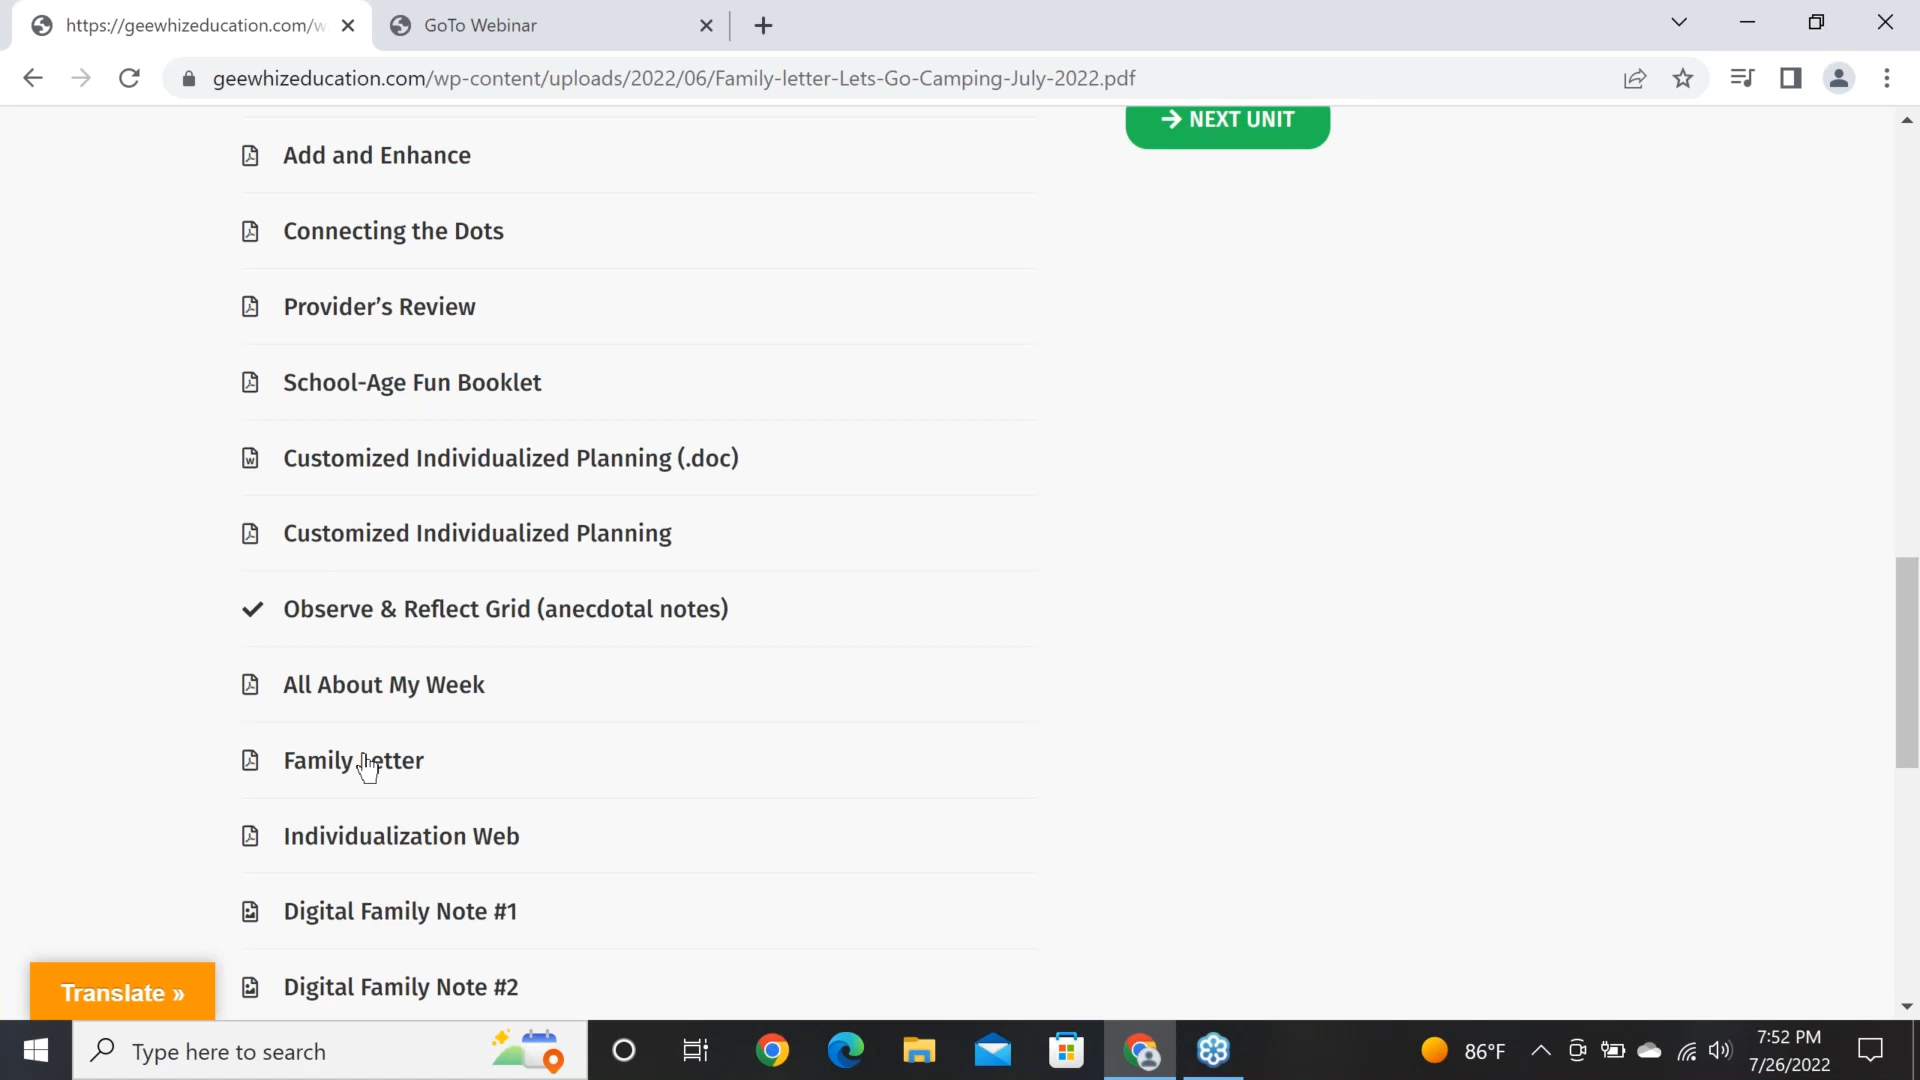 https://geewhizeducation.com/w
GoTo Webinar
geewhizeducation.com/wp-content/uploads/2022/06/Family-letter-Lets-Go-Camping-July-2022.pdf
→ NEXT UNIT
Add and Enhance
Connecting the Dots
Provider’s Review
School-Age Fun Booklet
Customized Individualized Planning (.doc)
Customized Individualized Planning
Observe & Reflect Grid (anecdotal notes)
All About My Week
Family Letter
Individualization Web
Digital Family Note #1
Translate »
Digital Family Note #2
Type here to search
86°F
7:52 PM
7/26/2022